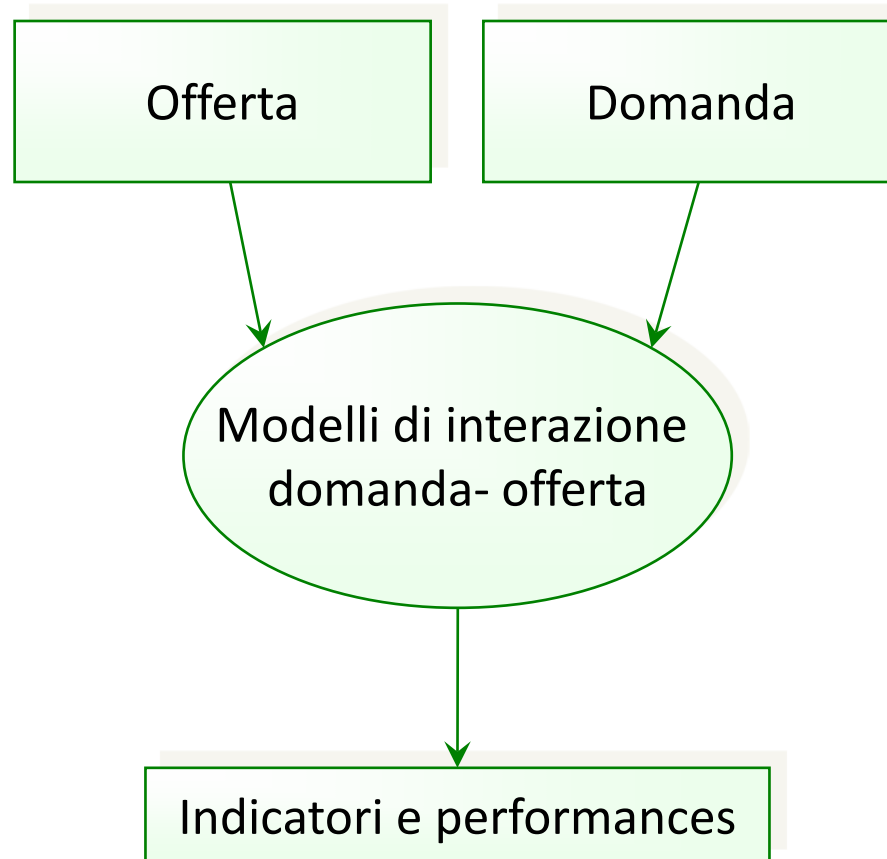 Offerta
Domanda
Modelli di interazione
domanda- offerta
Indicatori e performances